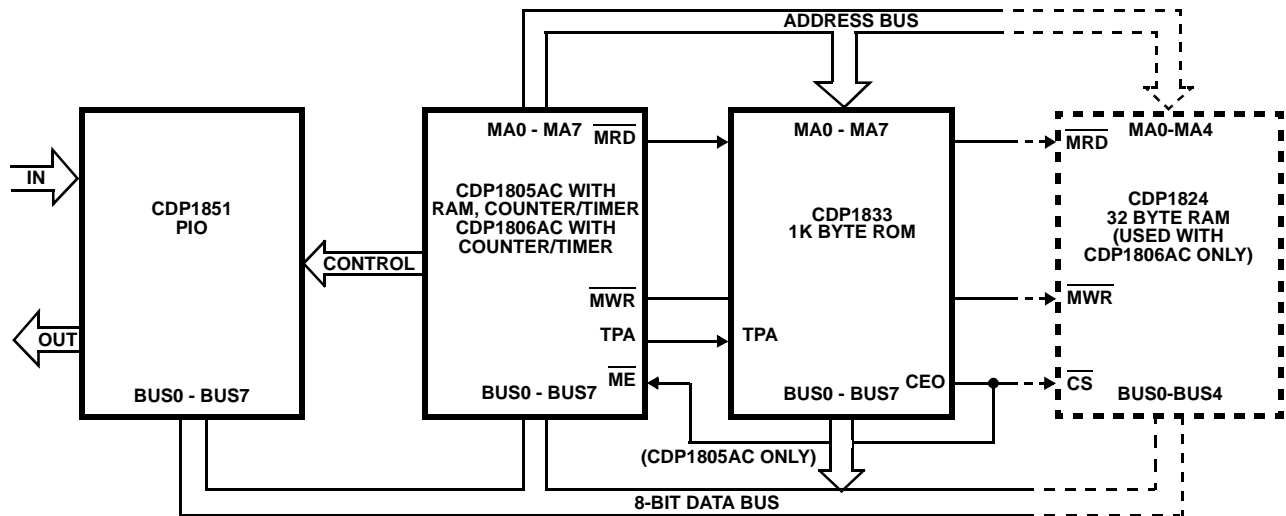 ADDRESS BUS
IN
OUT
CDP1851
PIO
BUS0 - BUS7
CONTROL
MA0 - MA7
MRD
CDP1805AC WITH
RAM, COUNTER/TIMER
CDP1806AC WITH
COUNTER/TIMER
MWR
TPA
ME
BUS0 - BUS7
MA0 - MA7
CDP1833
1K BYTE ROM
TPA
CEO
BUS0 - BUS7
(CDP1805AC ONLY)
MA0-MA4
MRD
CDP1824
32 BYTE RAM
(USED WITH
CDP1806AC ONLY)
MWR
CS
BUS0-BUS4
8-BIT DATA BUS